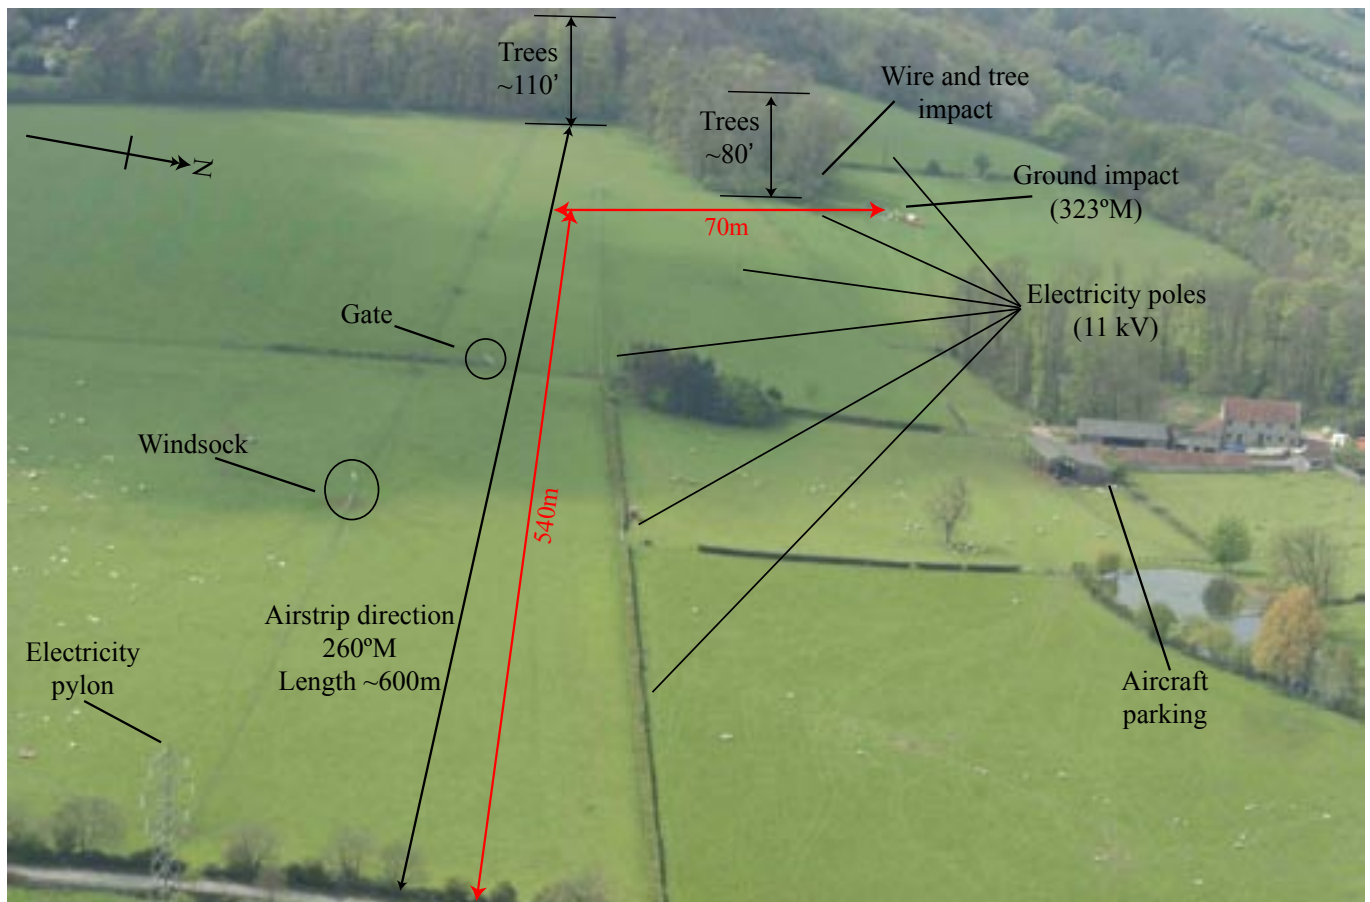 Trees
~110’
Wire and tree
impact
Trees
~80’
N
Ground impact
(323ºM)
70m
Electricity poles
(11 kV)
Gate
Windsock
540m
Airstrip direction
260ºM
Length ~600m
Electricity
pylon
Aircraft
parking